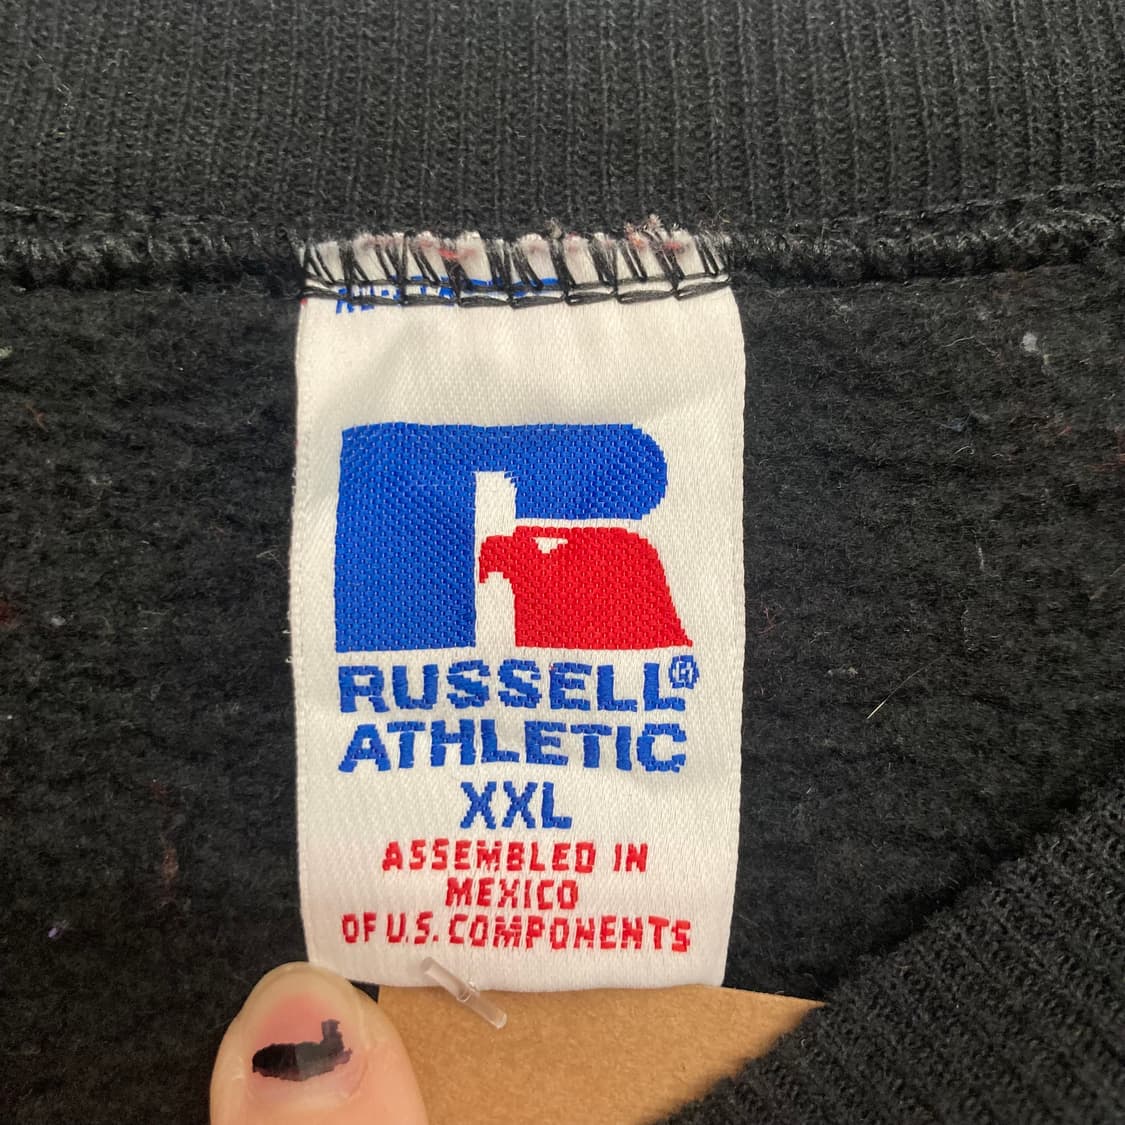 RUSSELL®
ATHLETIC
XXL
ASSEMBLED IN
MEXICO
OF U.S. COMPONENTS